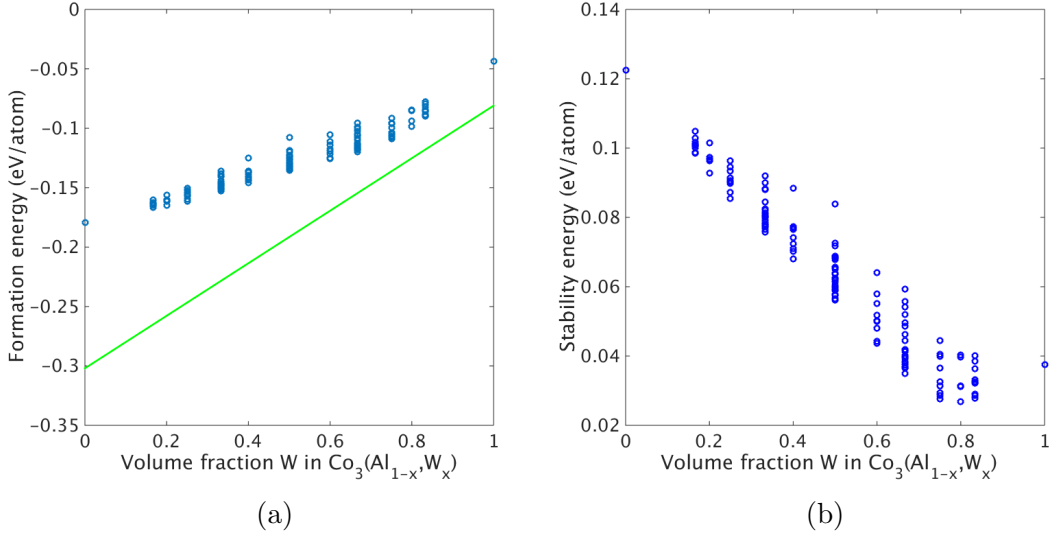 0
-0.05
-0.1
-0.15
-0.2
-0.25
-0.3
-0.35
Formation energy (eV/atom)
0 0.2 0.4 0.6 0.8 1
Volume fraction W in Co3(Al1-x,Wx)
(a)
0.14
0.12
0.1
0.08
0.06
0.04
0.02
Stability energy (eV/atom)
0 0.2 0.4 0.6 0.8 1
Volume fraction W in Co3(Al1-x,Wx)
(b)